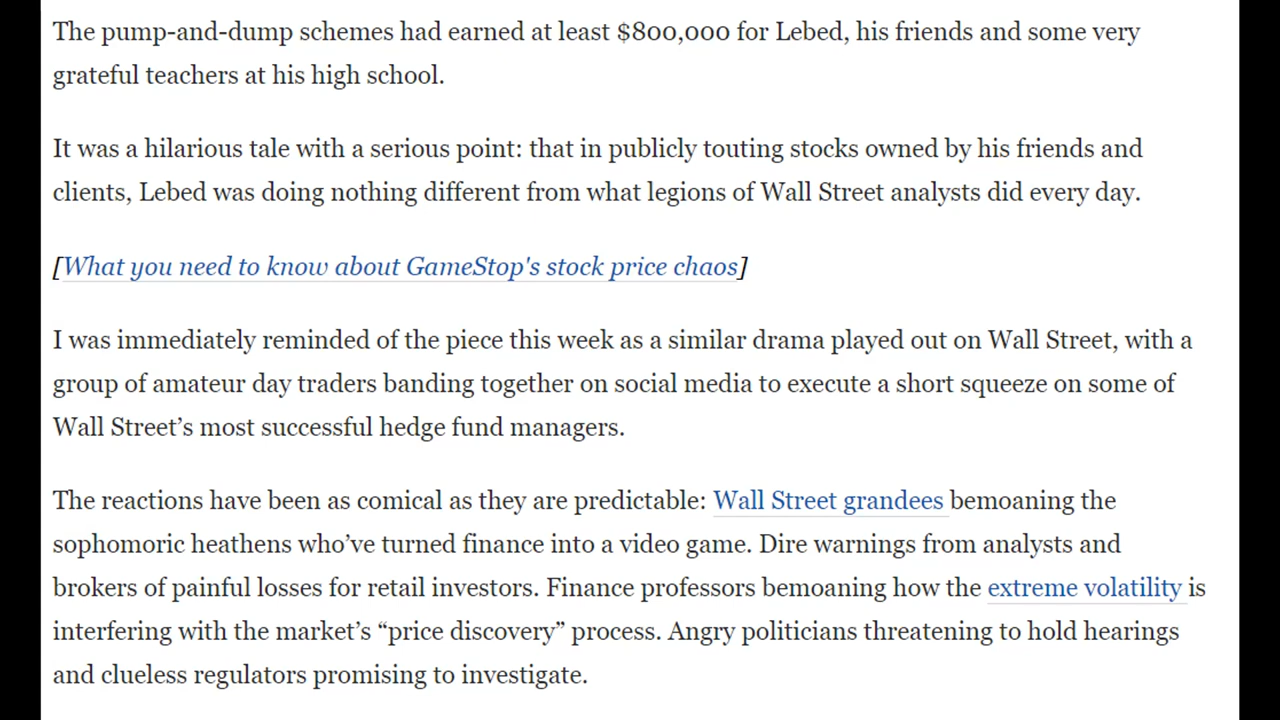 The pump-and-dump schemes had earned at least $800,000 for Lebed, his friends and some very
grateful teachers at his high school.
It was a hilarious tale with a serious point: that in publicly touting stocks owned by his friends and
clients, Lebed was doing nothing different from what legions of Wall Street analysts did every day.
[What you need to know about GameStop's stock price chaos]
I was immediately reminded of the piece this week as a similar drama played out on Wall Street, with a
group of amateur day traders banding together on social media to execute a short squeeze on some of
Wall Street’s most successful hedge fund managers.
The reactions have been as comical as they are predictable: Wall Street grandees bemoaning the
sophomoric heathens who’ve turned finance into a video game. Dire warnings from analysts and
brokers of painful losses for retail investors. Finance professors bemoaning how the extreme volatility is
interfering with the market’s “price discovery” process. Angry politicians threatening to hold hearings
and clueless regulators promising to investigate.